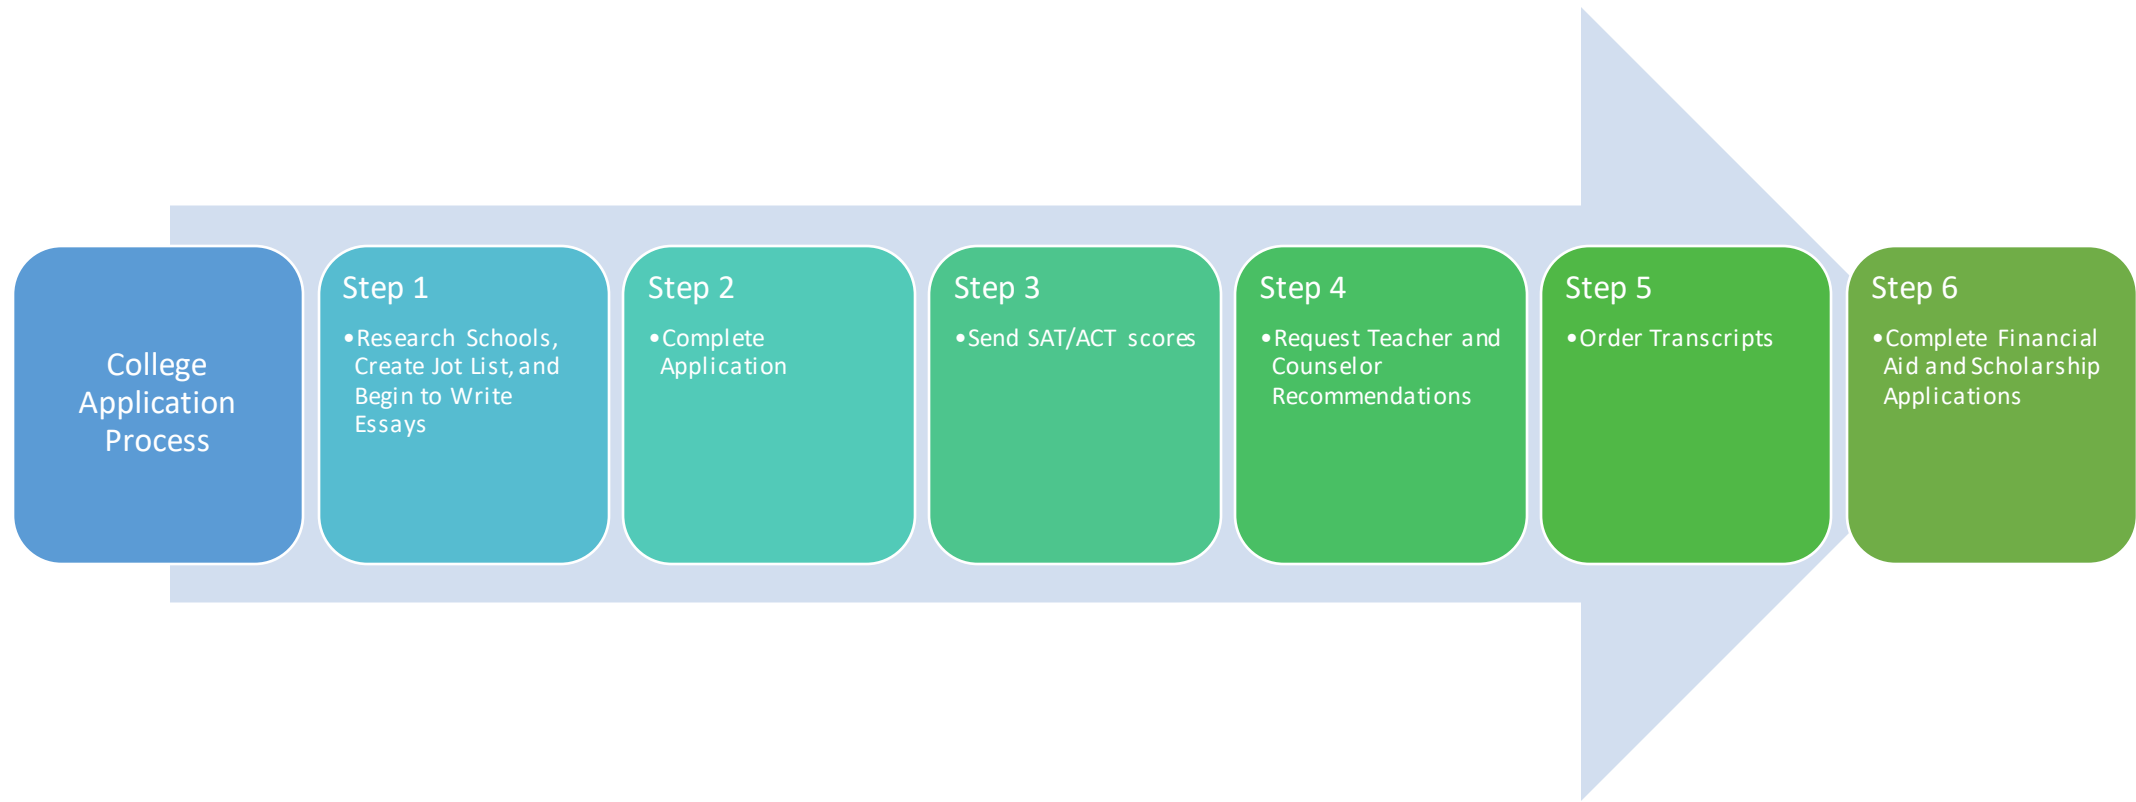 College
Application
Process
Step 1
•Research Schools,
Create Jot List, and
Begin to Write
Essays
Step 2
•Complete
Application
Step 3
•Send SAT/ACT scores
Step 4
•Request Teacher and
Counselor
Recommendations
Step 5
•Order Transcripts
Step 6
•Complete Financial
Aid and Scholarship
Applications